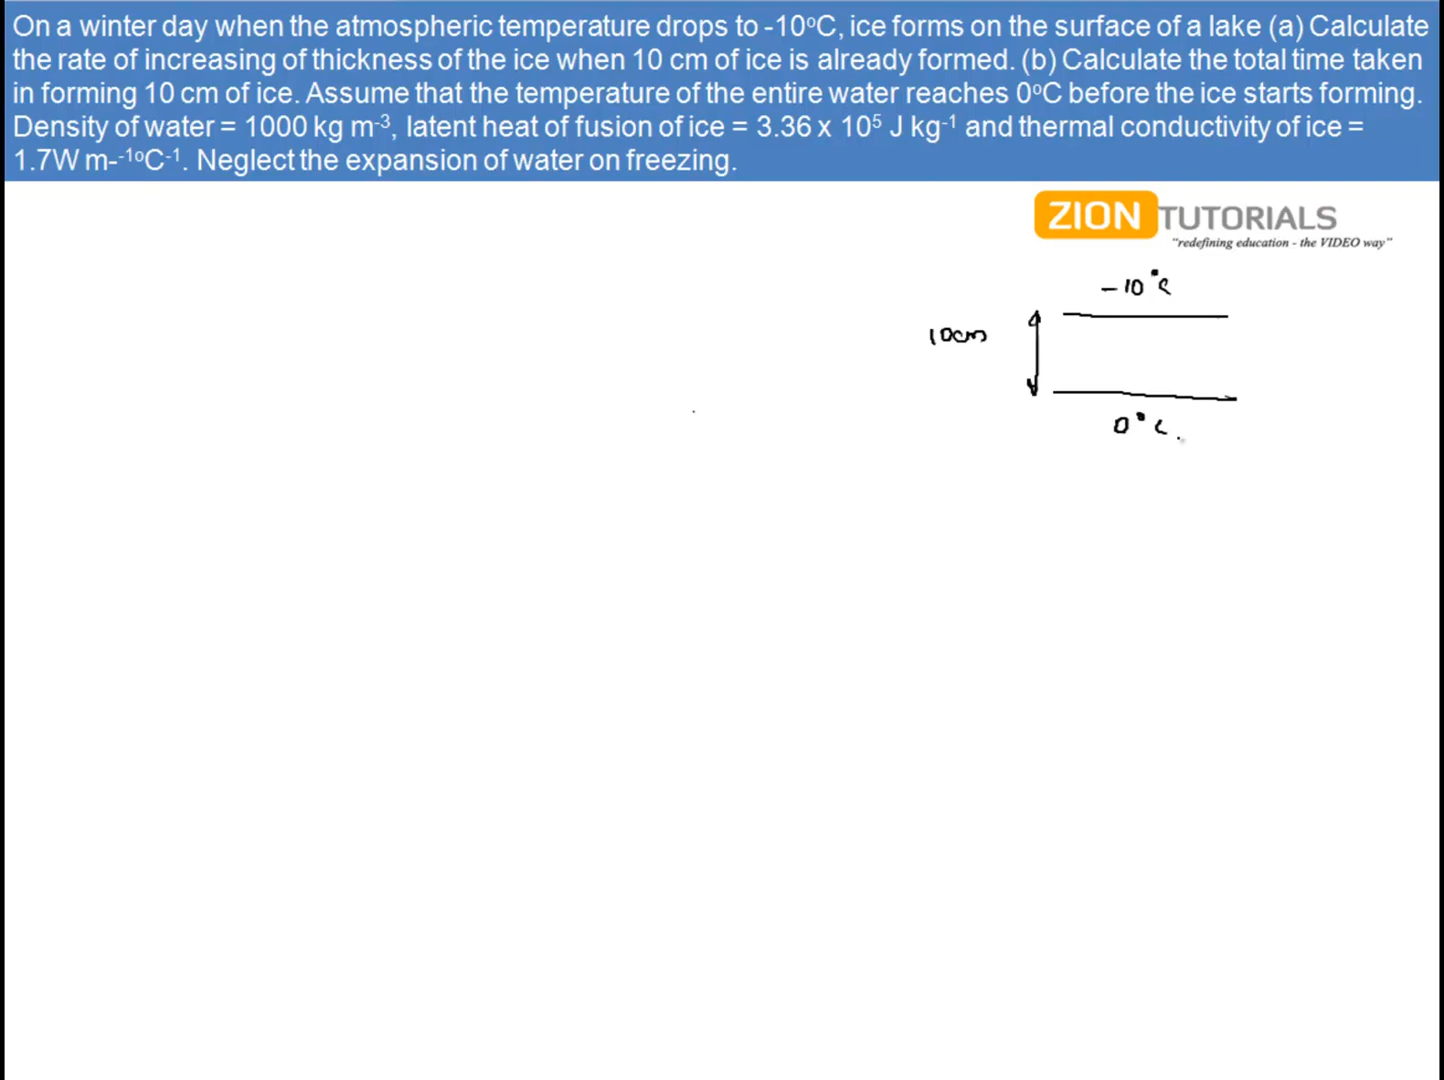 On a winter day when the atmospheric temperature drops to -10ºC, ice forms on the surface of a lake (a) Calculate
the rate of increasing of thickness of the ice when 10 cm of ice is already formed. (b) Calculate the total time taken
in forming 10 cm of ice. Assume that the temperature of the entire water reaches 0ºC before the ice starts forming.
Density of water = 1000 kg m⁻³, latent heat of fusion of ice = 3.36 x 10⁵ J kg⁻¹ and thermal conductivity of ice =
1.7W m-⁻¹ºC⁻¹. Neglect the expansion of water on freezing.
ZION TUTORIALS
"redefining education - the VIDEO way"
-10°C
10cm
0°C.